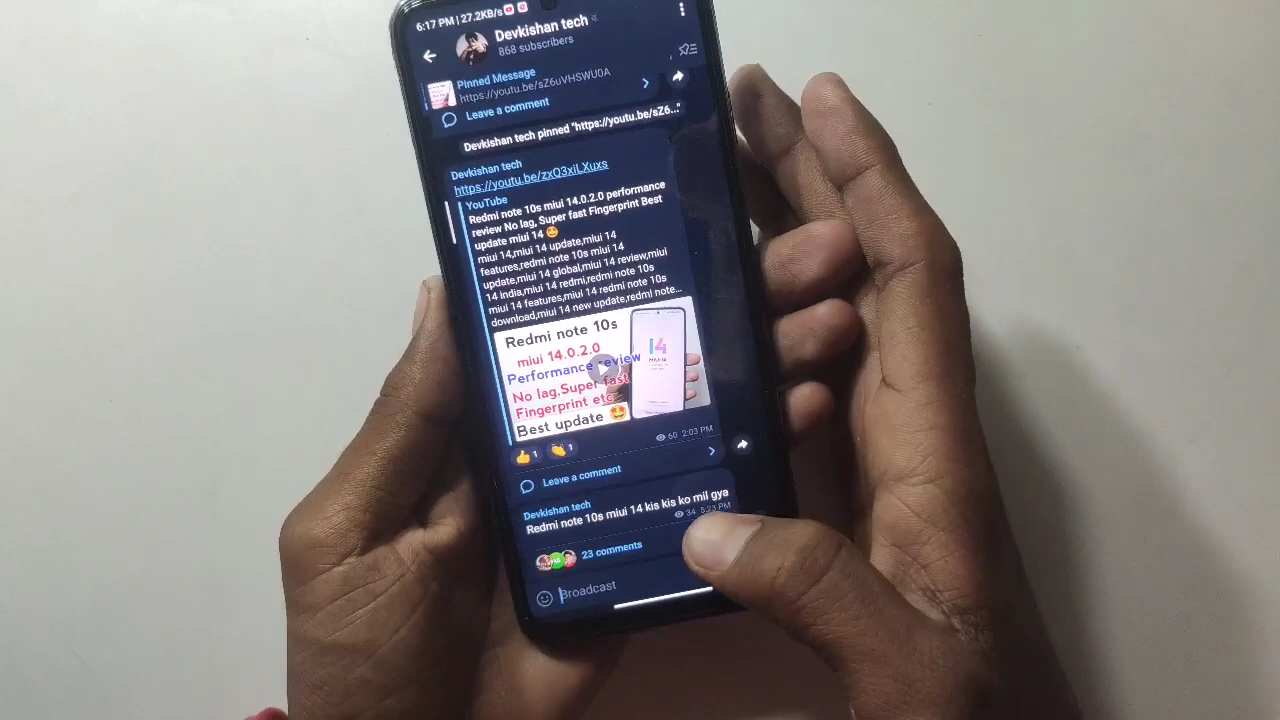 6:17 PM | 27.2KB/s
Devkishan tech
868 subscribers
Pinned Message
https://youtu.be/sZ6uVHSWU0A
Leave a comment
Devkishan tech pinned "https://youtu.be/sZ6..."
Devkishan tech
https://youtu.be/zxQ3xiLXuxs
YouTube
Redmi note 10s miui 14.0.2.0 performance
review No lag, Super fast Fingerprint Best
update miui 14 🤩
miui 14,miui 14 update,miui 14
features,redmi note 10s miui 14
update,miui 14 global,miui 14 review,miui
14 india,miui 14 redmi,redmi note 10s
miui 14 features,miui 14 redmi note 10s
download,miui 14 new update,redmi note...
Redmi note 10s
miui 14.0.2.0
Performance review
No lag,Super fast
Fingerprint etc
Best update 🤩
14
60 2:03 PM
👍 1 👏 1
Leave a comment
Devkishan tech
Redmi note 10s miui 14 kis kis ko mil gya
34 5:23 PM
23 comments
Broadcast